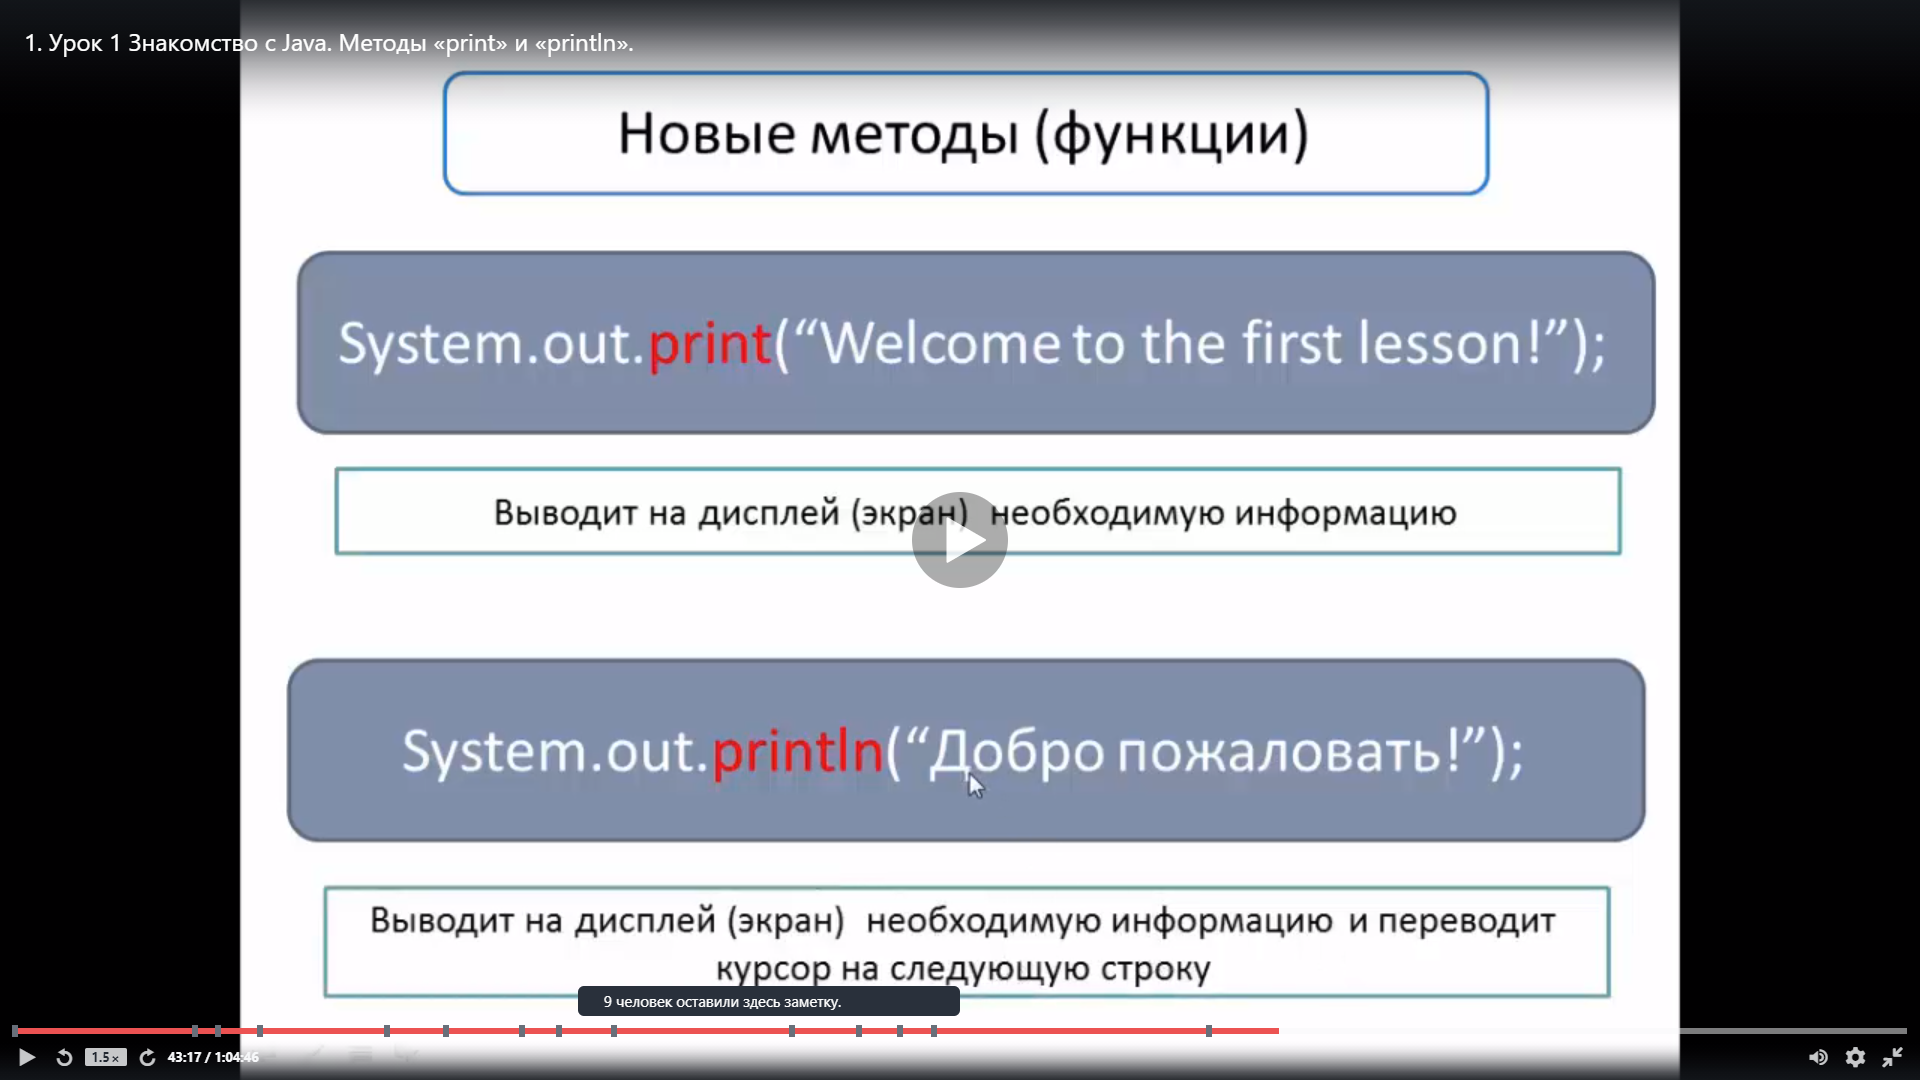 1. Урок 1 Знакомство с Java. Методы «print» и «println».
Новые методы (функции)
System.out.print(“Welcome to the first lesson!”);
Выводит на дисплей (экран) необходимую информацию
System.out.println(“Добро пожаловать!”);
Выводит на дисплей (экран) необходимую информацию и переводит
курсор на следующую строку
9 человек оставили здесь заметку.
1.5×
43:17 / 1:04:46